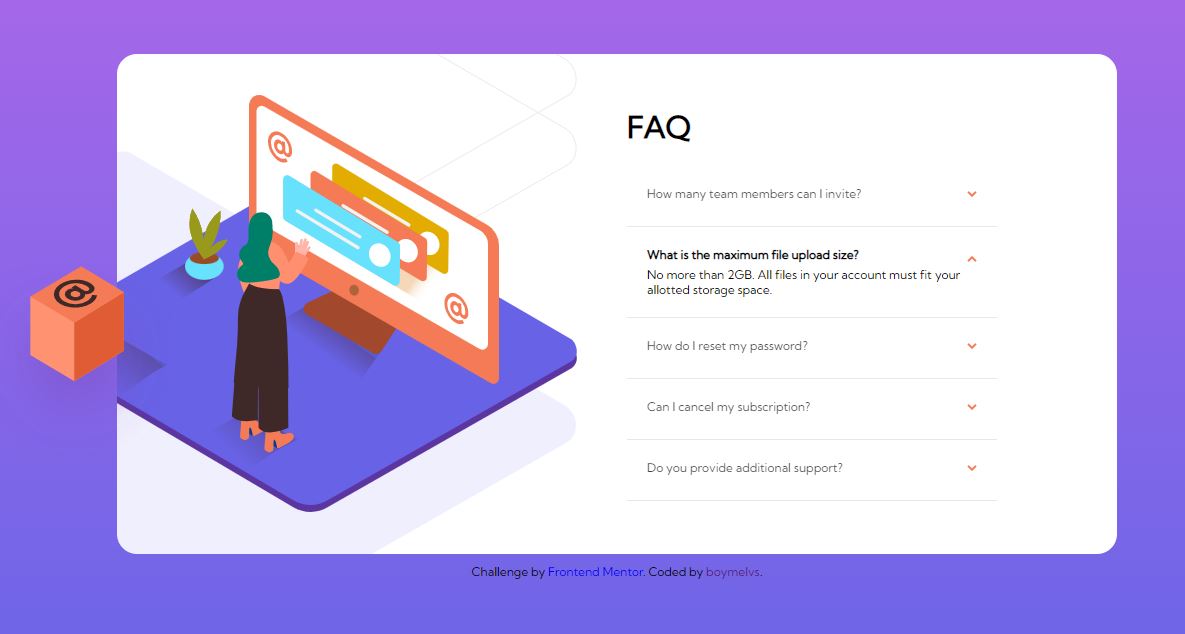 @
@
@
FAQ
How many team members can I invite?
What is the maximum file upload size?
No more than 2GB. All files in your account must fit your
allotted storage space.
How do I reset my password?
Can I cancel my subscription?
Do you provide additional support?
Challenge by Frontend Mentor. Coded by boymelvs.